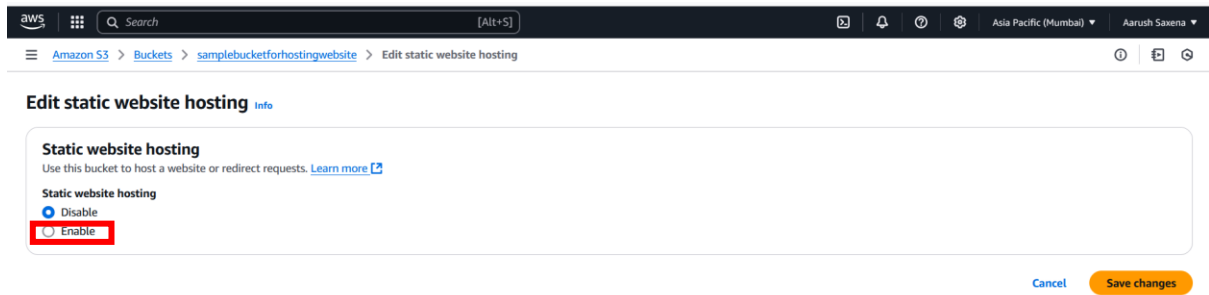 aws Search [Alt+S] Asia Pacific (Mumbai) Aarush Saxena
Amazon S3 > Buckets > samplebucketforhostingwebsite > Edit static website hosting
Edit static website hosting Info
Static website hosting
Use this bucket to host a website or redirect requests. Learn more
Static website hosting
Disable
Enable
Cancel Save changes